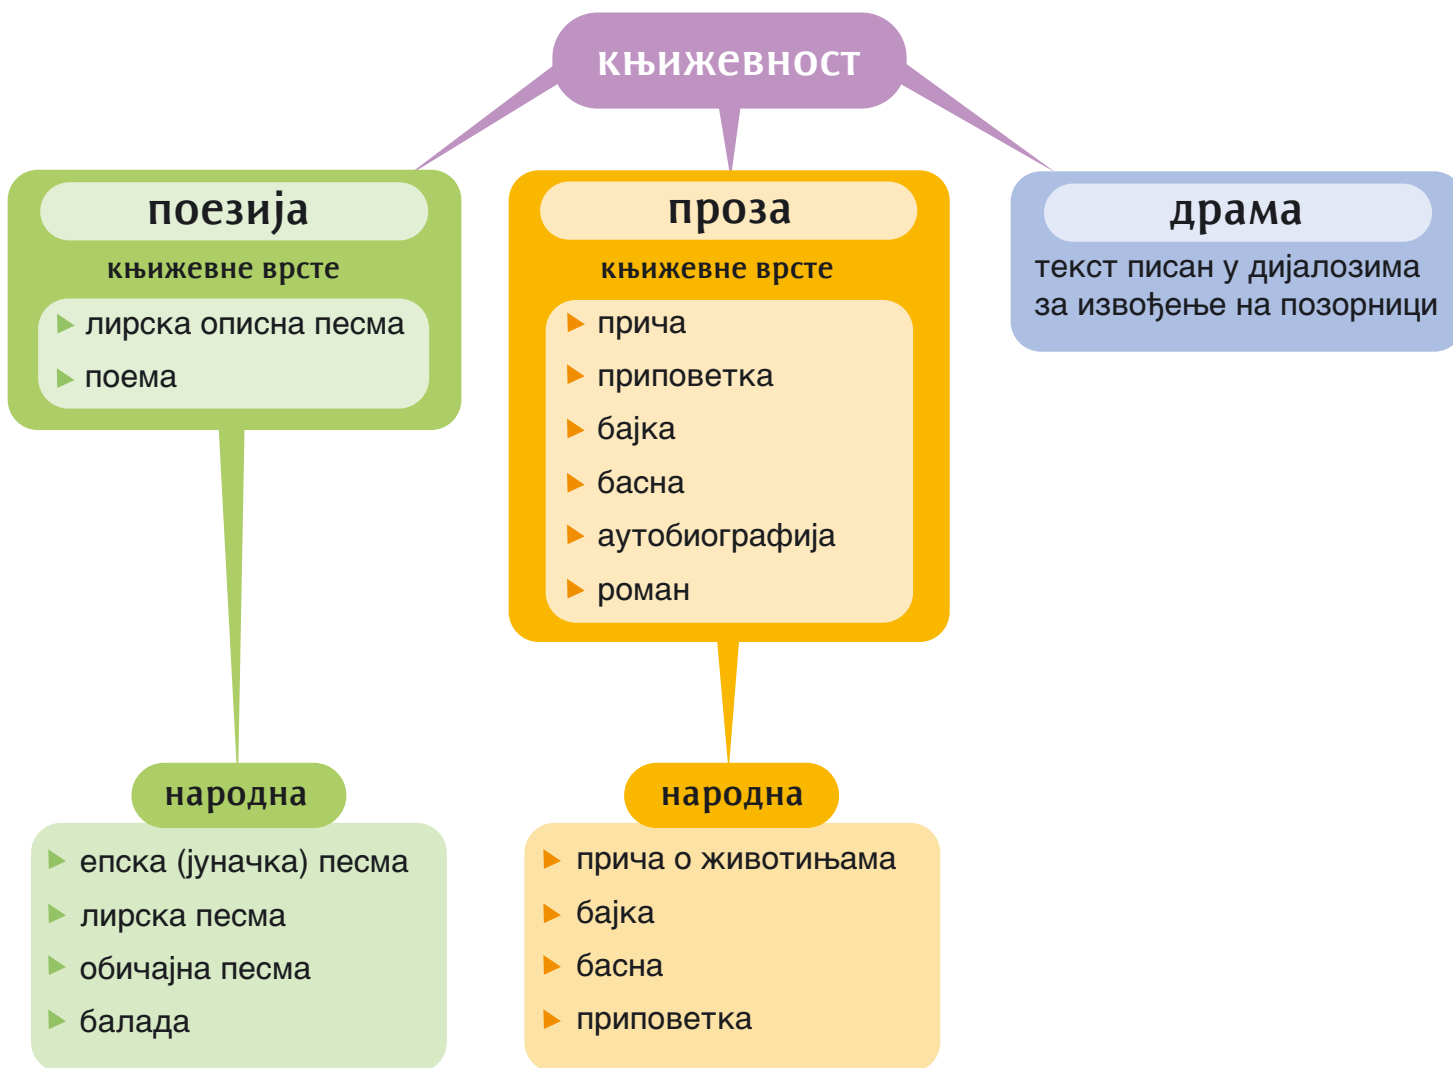 књижевност
поезија
књижевне врсте
лирска описна песма
поема
народна
епска (јуначка) песма
лирска песма
обичајна песма
балада
проза
књижевне врсте
прича
приповетка
бајка
басна
аутобиографија
роман
народна
прича о животињама
бајка
басна
приповетка
драма
текст писан у дијалозима
за извођење на позорници